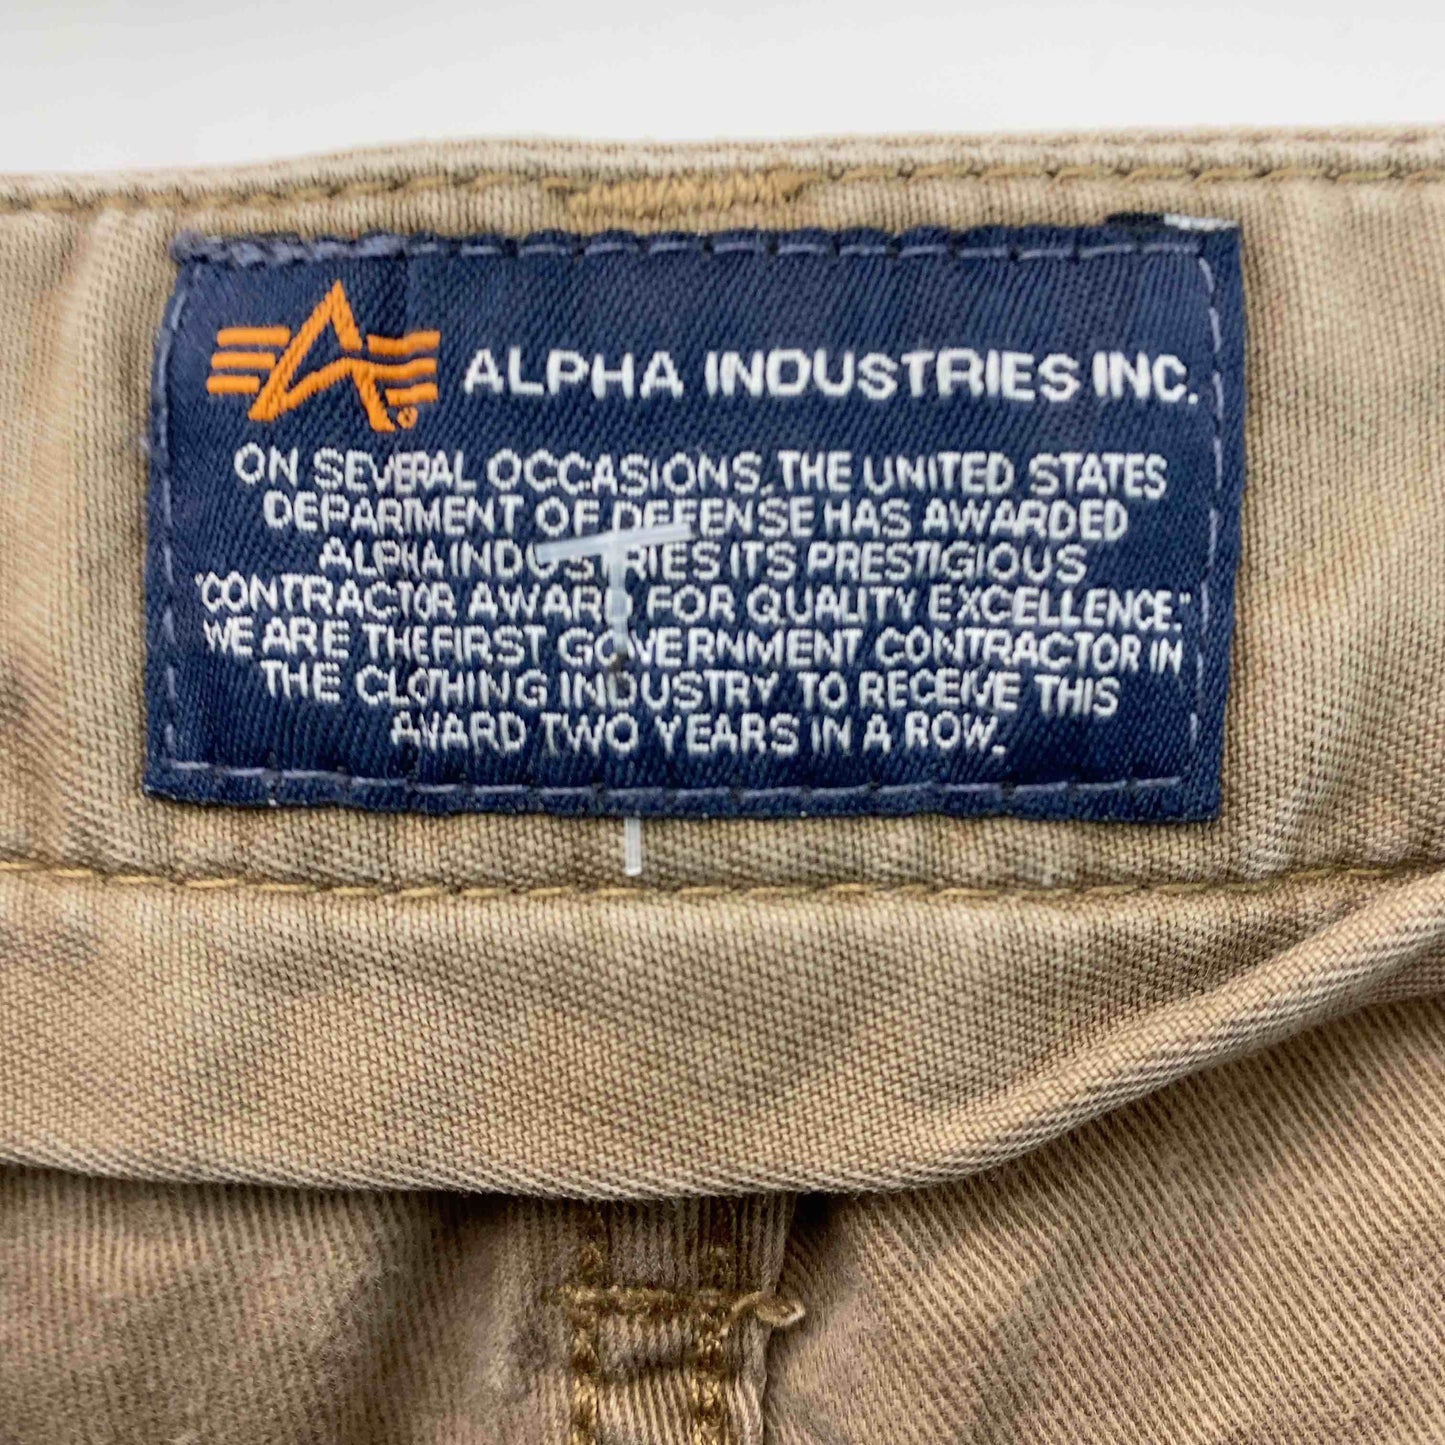 ALPHA INDUSTRIES INC.
ON SEVERAL OCCASIONS, THE UNITED STATES
DEPARTMENT OF DEFENSE HAS AWARDED
ALPHA INDUSTRIES ITS PRESTIGIOUS
"CONTRACTOR AWARD FOR QUALITY EXCELLENCE."
WE ARE THE FIRST GOVERNMENT CONTRACTOR IN
THE CLOTHING INDUSTRY TO RECEIVE THIS
AWARD TWO YEARS IN A ROW.